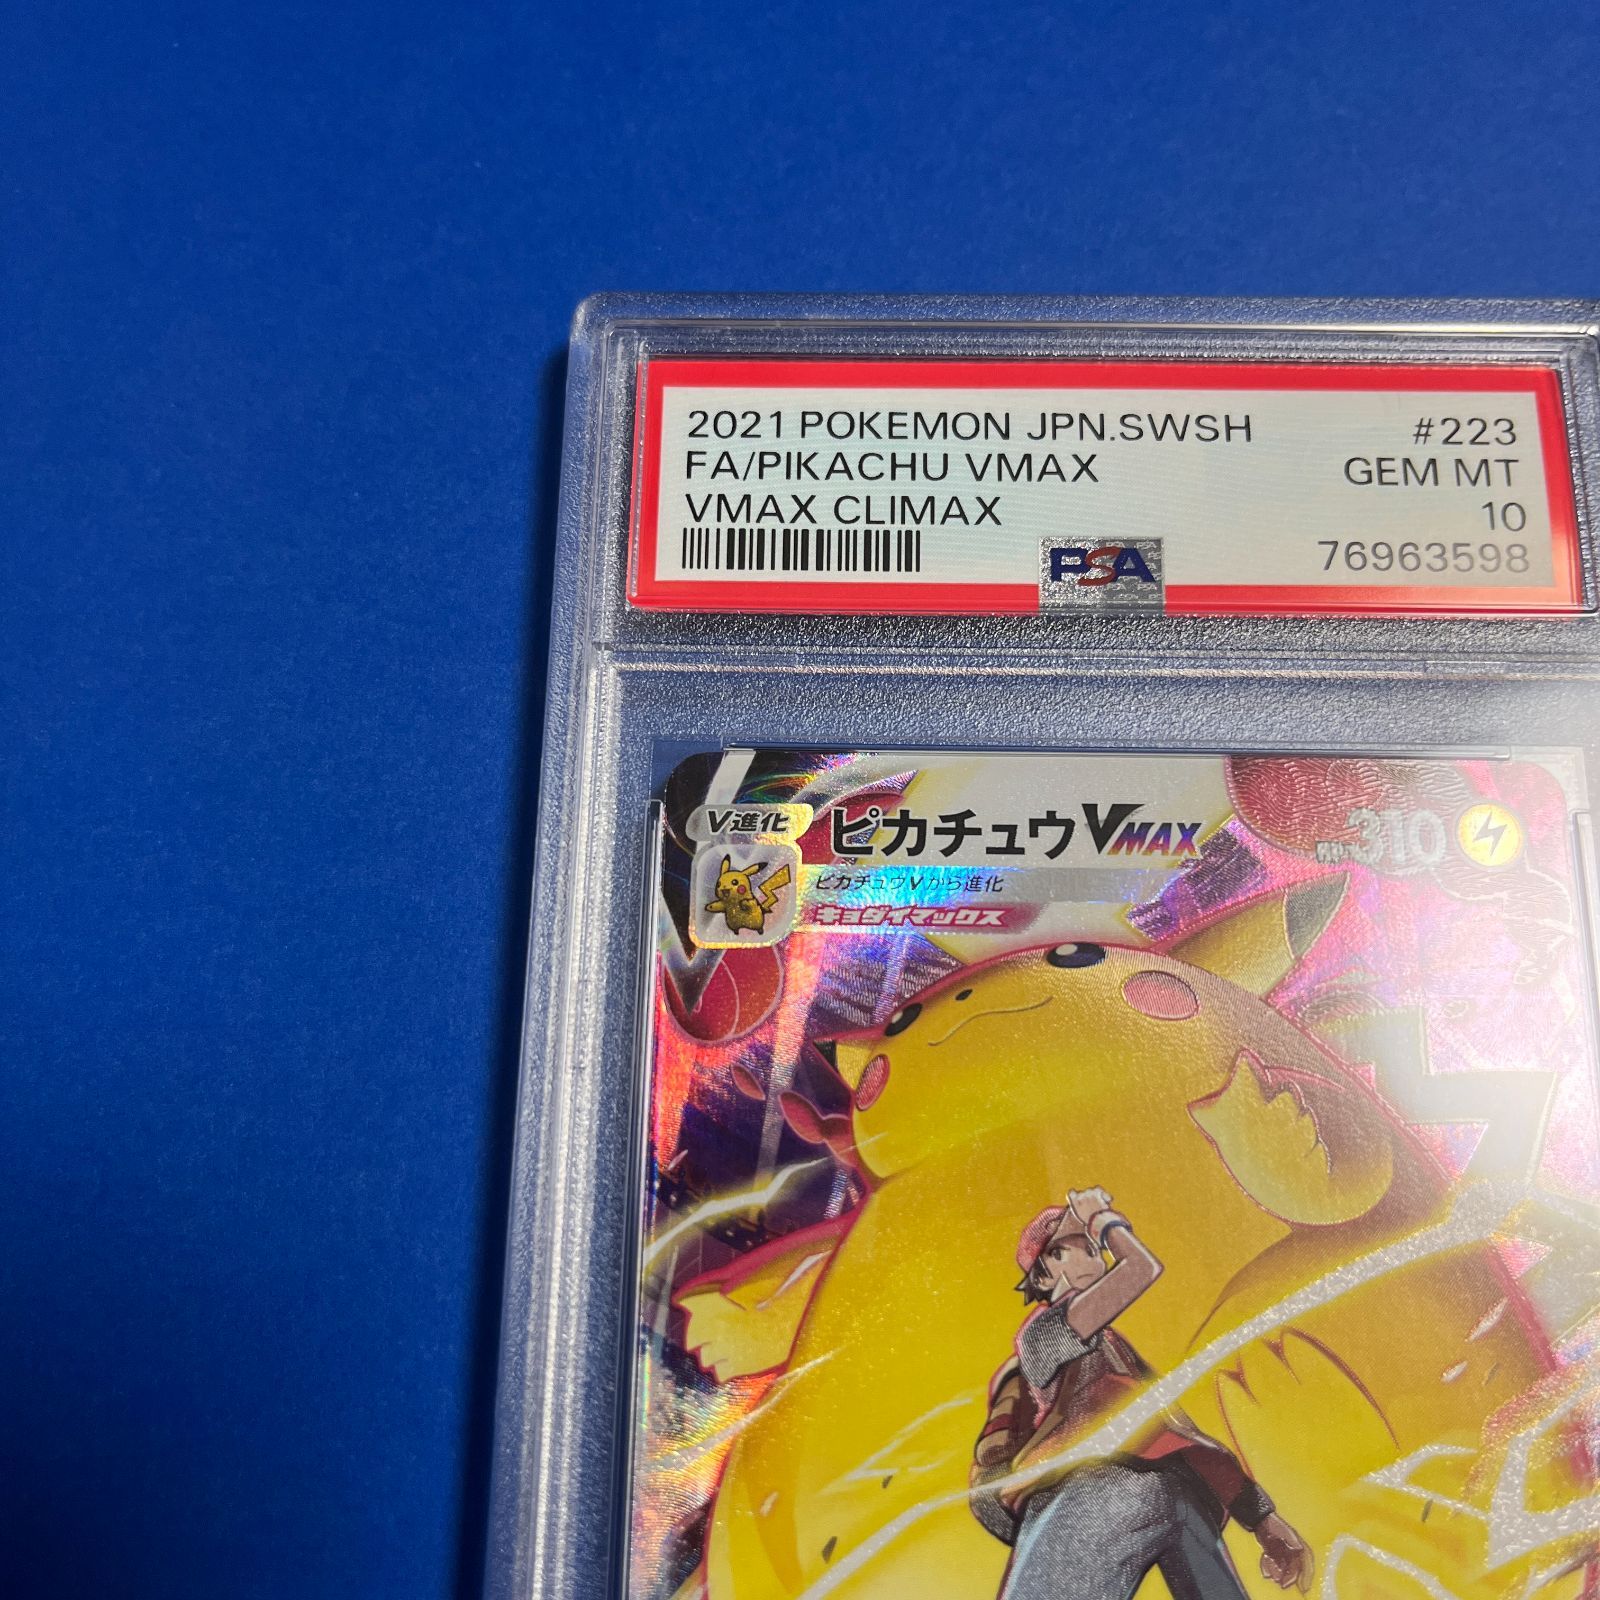 2021 POKEMON JPN.SWSH #223
FA/PIKACHU VMAX GEM MT
VMAX CLIMAX 10
PSA 76963598
V進化 ピカチュウVMAX HP 310
ピカチュウVから進化
キョダイマックス